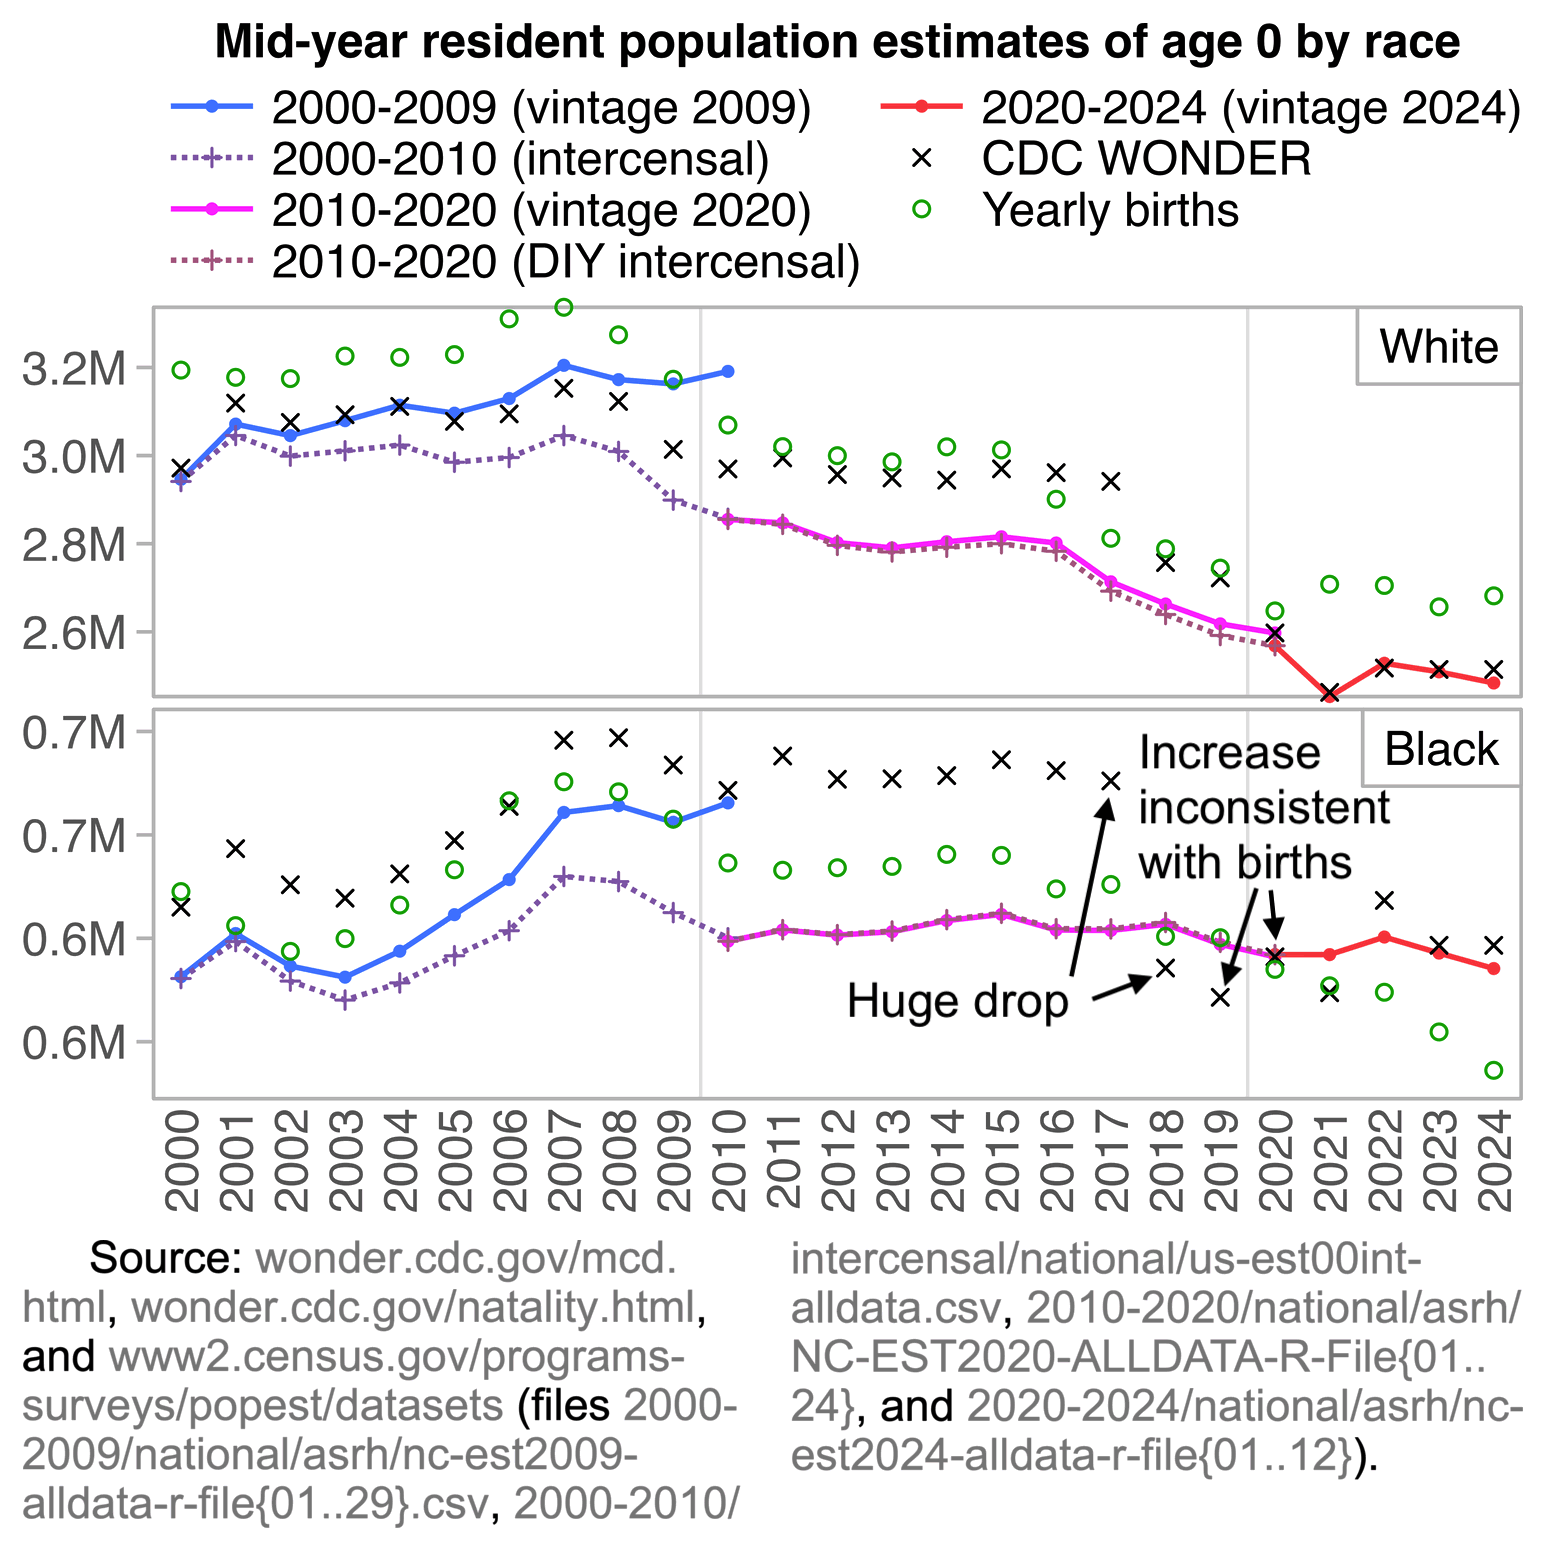 Mid-year resident population estimates of age 0 by race
2000-2009 (vintage 2009)
2000-2010 (intercensal)
2010-2020 (vintage 2020)
2010-2020 (DIY intercensal)
2020-2024 (vintage 2024)
CDC WONDER
Yearly births
3.2M
3.0M
2.8M
2.6M
White
0.7M
0.7M
0.6M
0.6M
Black
Increase
inconsistent
with births
Huge drop
2000
2001
2002
2003
2004
2005
2006
2007
2008
2009
2010
2011
2012
2013
2014
2015
2016
2017
2018
2019
2020
2021
2022
2023
2024
Source: wonder.cdc.gov/mcd.
html, wonder.cdc.gov/natality.html,
and www2.census.gov/programs-
surveys/popest/datasets (files 2000-
2009/national/asrh/nc-est2009-
alldata-r-file{01..29}.csv, 2000-2010/
intercensal/national/us-est00int-
alldata.csv, 2010-2020/national/asrh/
NC-EST2020-ALLDATA-R-File{01..
24}, and 2020-2024/national/asrh/nc-
est2024-alldata-r-file{01..12}).